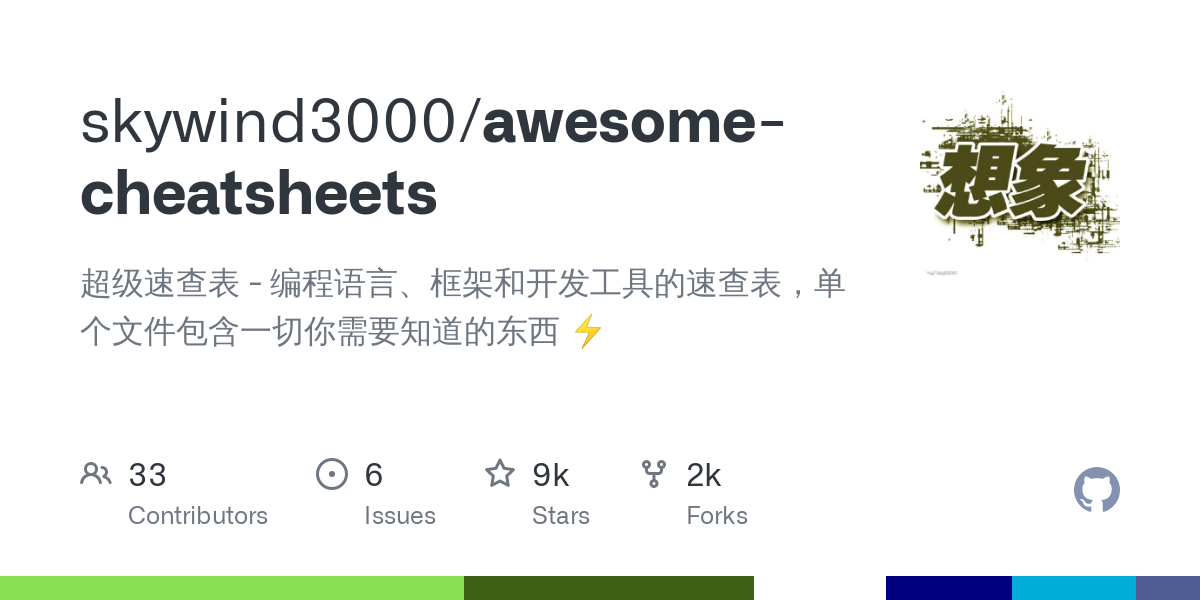 skywind3000/awesome-
cheatsheets
想象
超级速查表 - 编程语言、框架和开发工具的速查表，单
个文件包含一切你需要知道的东西 ⚡
33
Contributors
6
Issues
9k
Stars
2k
Forks